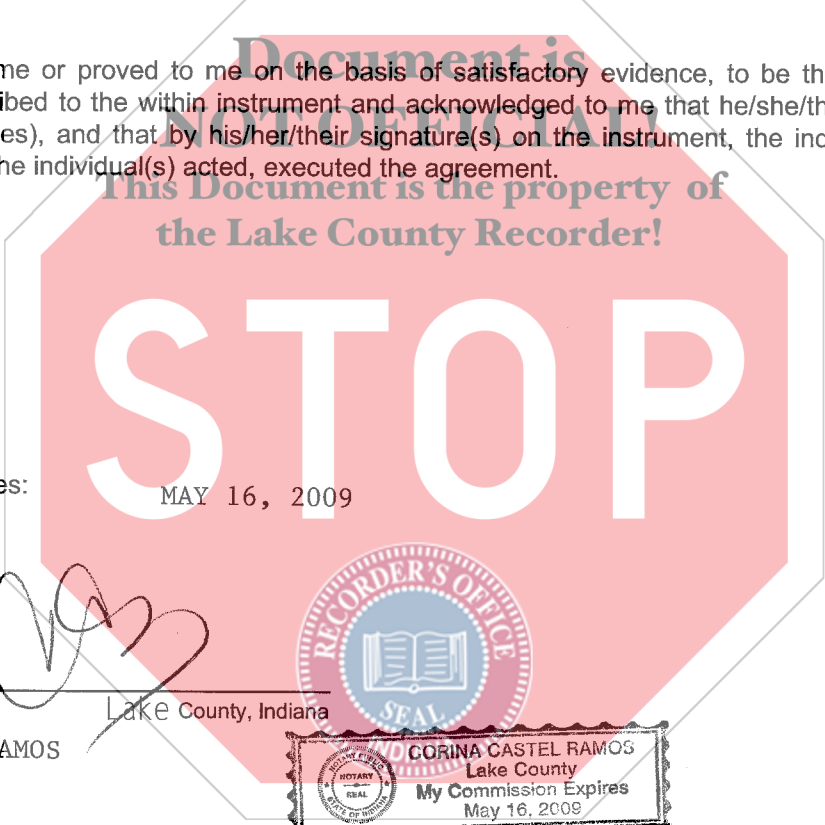 Document is
me or proved to me on the basis of satisfactory evidence, to be th
ibed to the within instrument and acknowledged to me that he/she/th
NOT OFFICIAL
es), and that by his/her/their signature(s) on the instrument, the ind
he individual(s) acted, executed the agreement.
This Document is the property of
the Lake County Recorder!
STOP
es:
MAY 16, 2009
RECORDER'S OFFICE
SEAL
INDIANA
Lake County, Indiana
AMOS
CORINA CASTEL RAMOS
Lake County
My Commission Expires
May 16, 2009
NOTARY PUBLIC
NOTARY
SEAL
STATE OF INDIANA